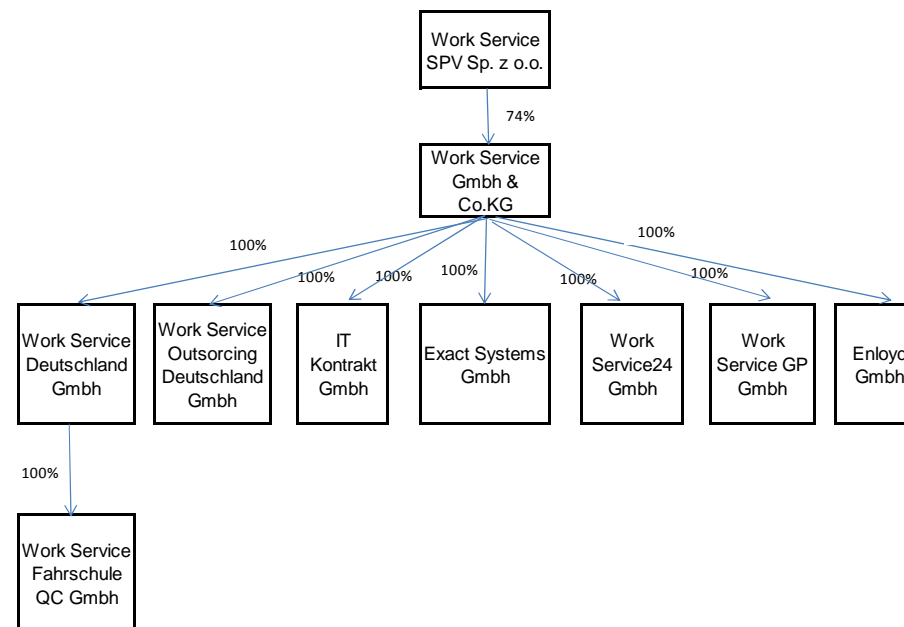 Work Service
SPV Sp. z o.o.
74%
Work Service
Gmbh &
Co.KG
100%
100%
100%
100%
100%
100%
100%
Work Service
Deutschland
Gmbh
Work Service
Outsorcing
Deutschland
Gmbh
IT
Kontrakt
Gmbh
Exact Systems
Gmbh
Work
Service24
Gmbh
Work
Service GP
Gmbh
Enloyd
Gmbh
100%
Work Service
Fahrschule
QC Gmbh